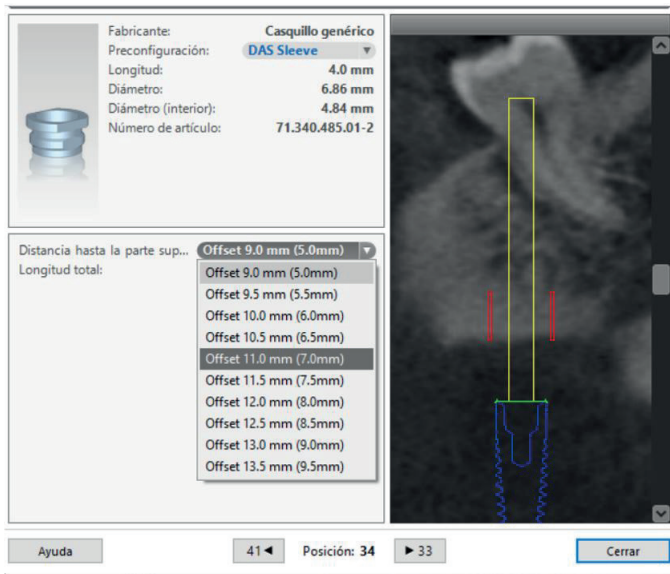 Fabricante: Casquillo genérico
Preconfiguración: DAS Sleeve
Longitud: 4.0 mm
Diámetro: 6.86 mm
Diámetro (interior): 4.84 mm
Número de artículo: 71.340.485.01-2
Distancia hasta la parte sup... Offset 9.0 mm (5.0mm)
Longitud total:
Offset 9.0 mm (5.0mm)
Offset 9.5 mm (5.5mm)
Offset 10.0 mm (6.0mm)
Offset 10.5 mm (6.5mm)
Offset 11.0 mm (7.0mm)
Offset 11.5 mm (7.5mm)
Offset 12.0 mm (8.0mm)
Offset 12.5 mm (8.5mm)
Offset 13.0 mm (9.0mm)
Offset 13.5 mm (9.5mm)
Ayuda 41 Posición: 34 33 Cerrar